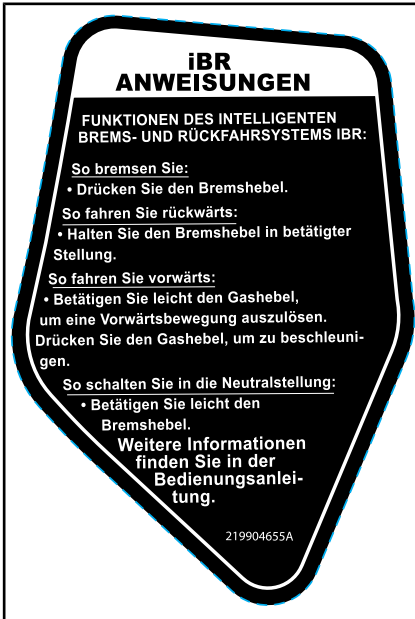 iBR
ANWEISUNGEN
FUNKTIONEN DES INTELLIGENTEN
BREMS- UND RÜCKFAHRSYSTEMS IBR:
So bremsen Sie:
• Drücken Sie den Bremshebel.
So fahren Sie rückwärts:
• Halten Sie den Bremshebel in betätigter
Stellung.
So fahren Sie vorwärts:
• Betätigen Sie leicht den Gashebel,
um eine Vorwärtsbewegung auszulösen.
Drücken Sie den Gashebel, um zu beschleuni-
gen.
So schalten Sie in die Neutralstellung:
• Betätigen Sie leicht den
Bremshebel.
Weitere Informationen
finden Sie in der
Bedienungsanlei-
tung.
219904655A